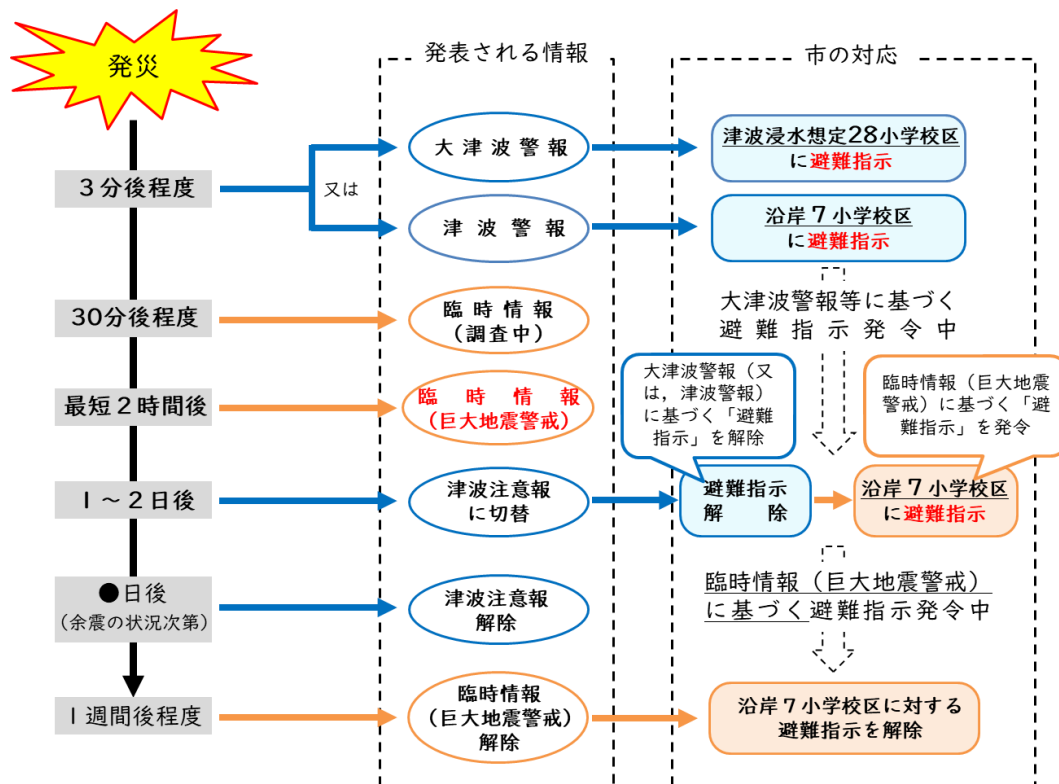 発災
発表される情報
市の対応
3分後程度
又は
大津波警報
津波浸水想定28小学校区
に避難指示
津波警報
沿岸7小学校区
に避難指示
大津波警報等に基づく
避難指示発令中
30分後程度
臨時情報
(調査中)
最短2時間後
臨時情報
(巨大地震警戒)
大津波警報(又
は,津波警報)
に基づく「避難
指示」を解除
臨時情報(巨大地震
警戒)に基づく「避
難指示」を発令
1~2日後
津波注意報
に切替
避難指示
解除
沿岸7小学校区
に避難指示
臨時情報(巨大地震警戒)
に基づく避難指示発令中
●日後
(余震の状況次第)
津波注意報
解除
1週間後程度
臨時情報
(巨大地震警戒)
解除
沿岸7小学校区に対する
避難指示を解除